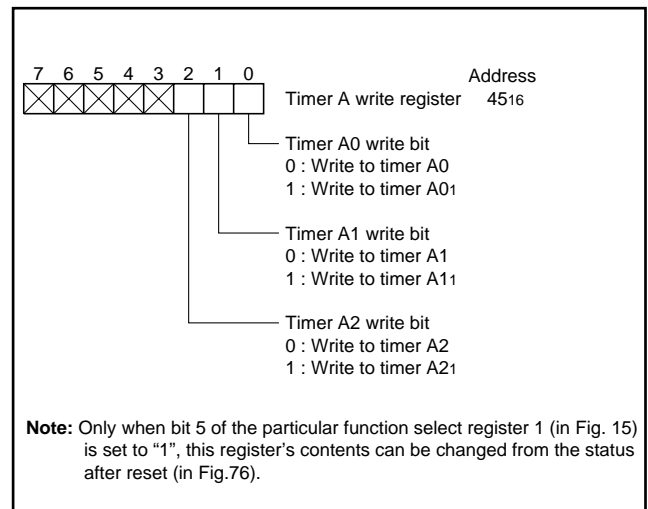 7 6 5 4 3 2 1 0
Address
Timer A write register 4516
Timer A0 write bit
0 : Write to timer A0
1 : Write to timer A01
Timer A1 write bit
0 : Write to timer A1
1 : Write to timer A11
Timer A2 write bit
0 : Write to timer A2
1 : Write to timer A21
Note: Only when bit 5 of the particular function select register 1 (in Fig. 15)
is set to “1”, this register’s contents can be changed from the status
after reset (in Fig.76).